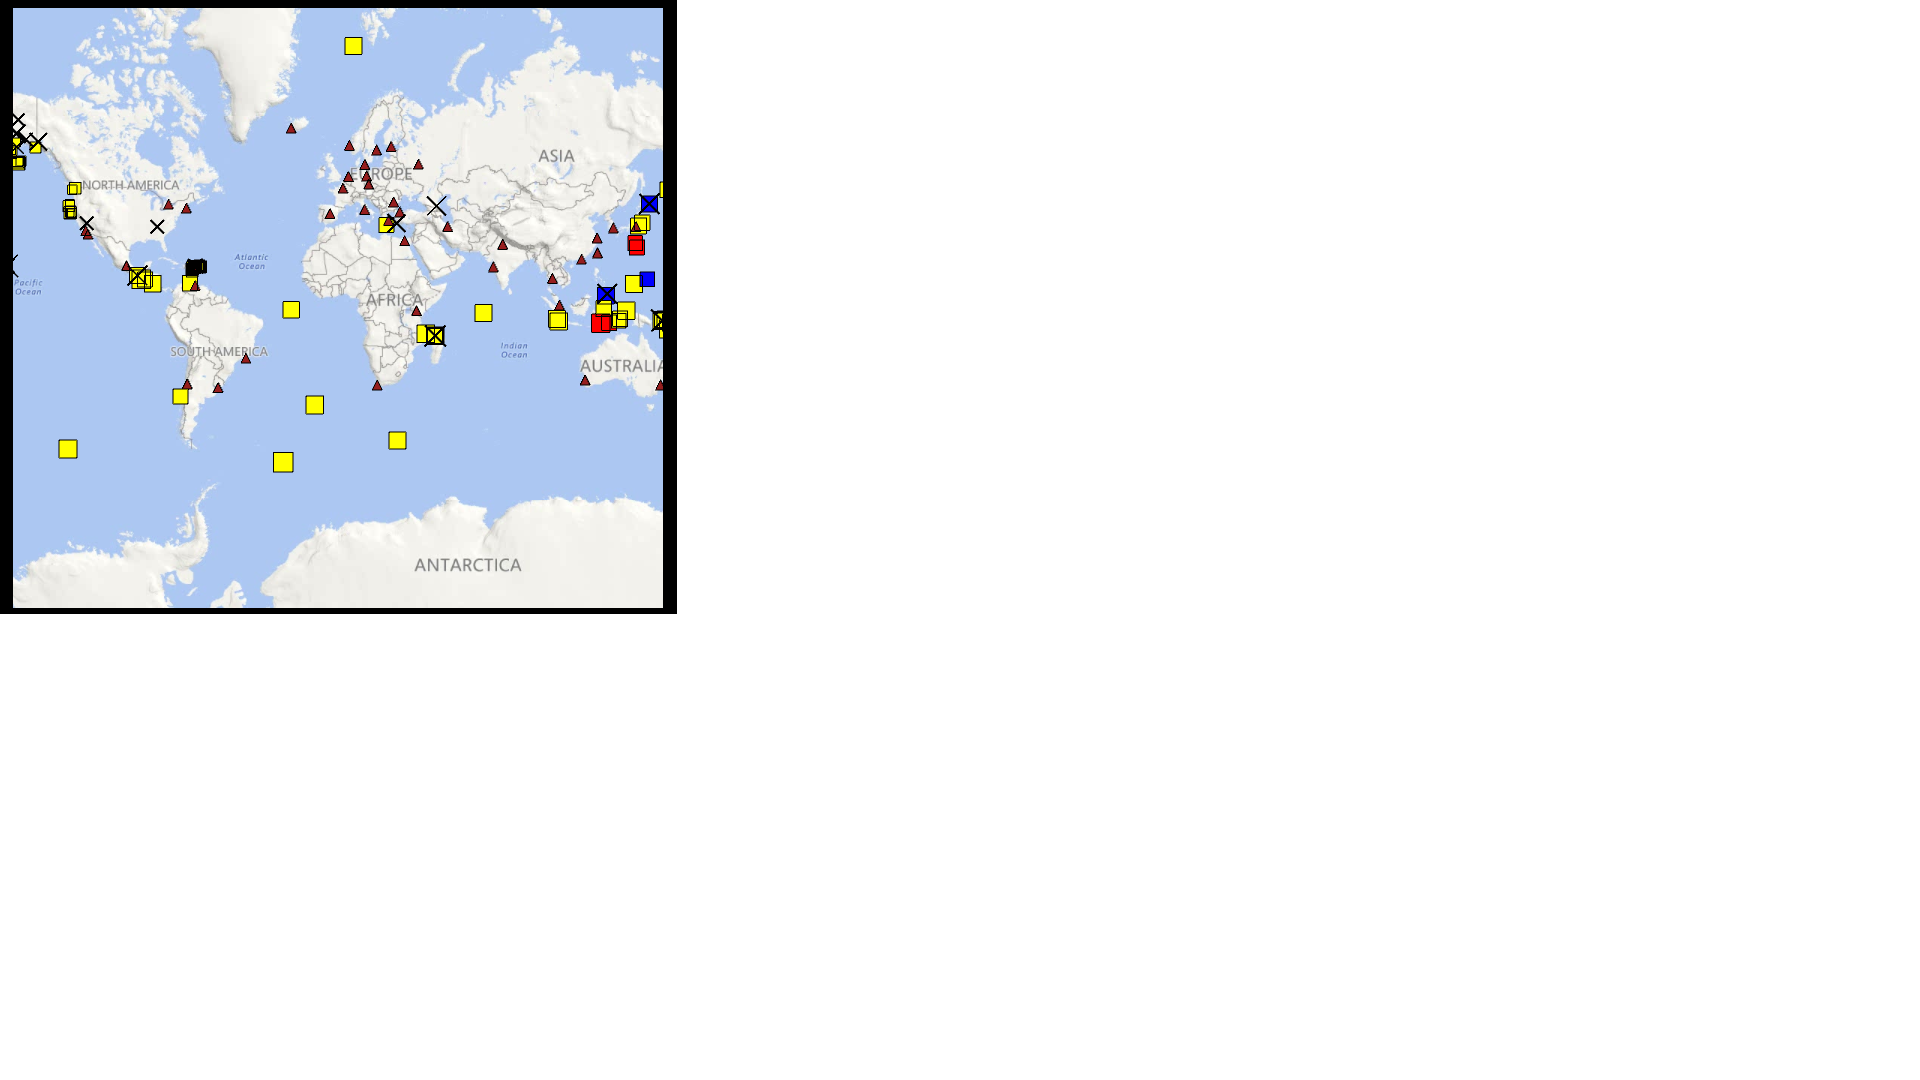 ASIA
EUROPE
NORTH AMERICA
Atlantic
Ocean
Pacific
Ocean
AFRICA
SOUTH AMERICA
Indian
Ocean
AUSTRALIA
ANTARCTICA